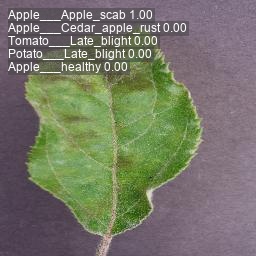 Apple___Apple_scab 1.00
Apple___Cedar_apple_rust 0.00
Tomato___Late_blight 0.00
Potato___Late_blight 0.00
Apple___healthy 0.00